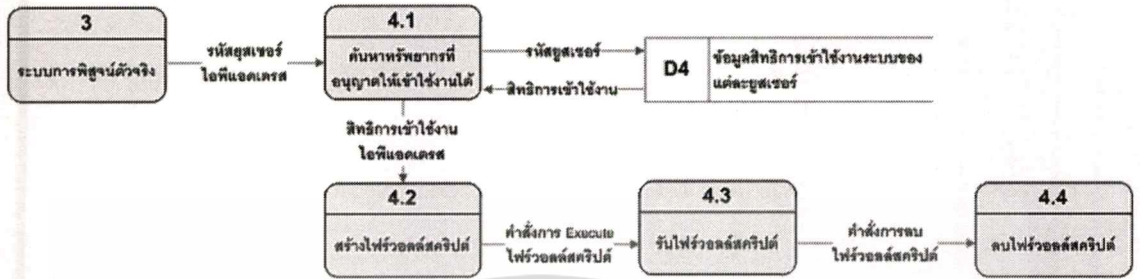 3
ระบบการพิสูจน์ตัวจริง
รหัสยูสเซอร์
ไอพีแอดเดรส
4.1
ค้นหาทรัพยากรที่
อนุญาตให้เข้าใช้งานได้
รหัสยูสเซอร์
สิทธิการเข้าใช้งาน
D4
ข้อมูลสิทธิการเข้าใช้งานระบบของ
แต่ละยูสเซอร์
สิทธิการเข้าใช้งาน
ไอพีแอดเดรส
4.2
สร้างไฟร์วอลล์สคริปต์
คำสั่งการ Execute
ไฟร์วอลล์สคริปต์
4.3
รันไฟร์วอลล์สคริปต์
คำสั่งการลบ
ไฟร์วอลล์สคริปต์
4.4
ลบไฟร์วอลล์สคริปต์